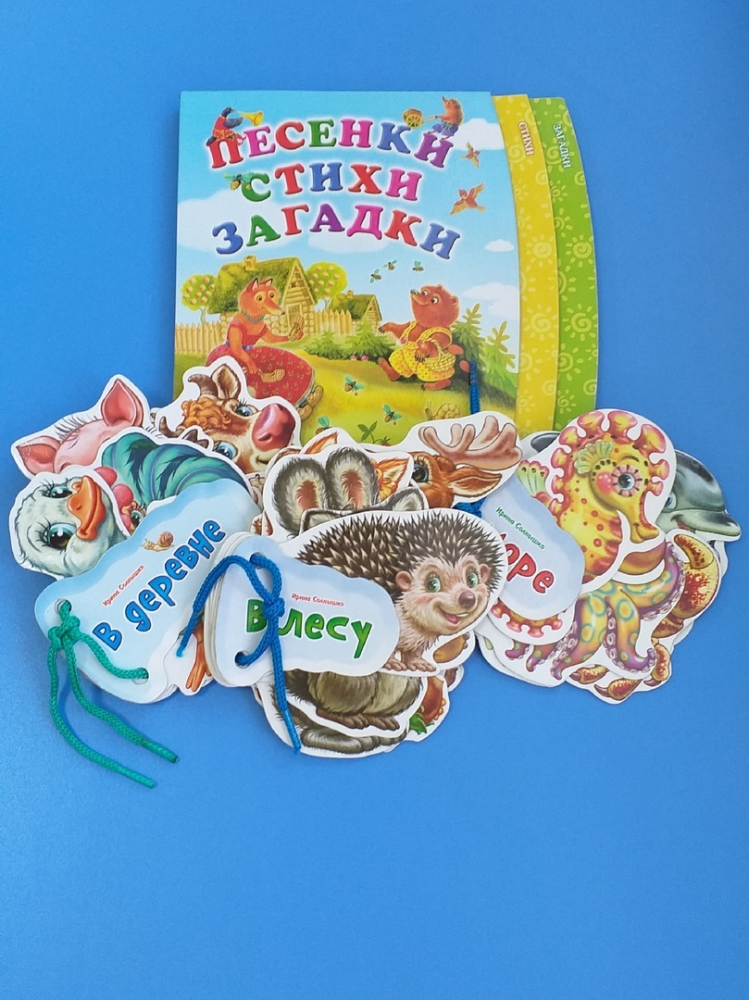 ПЕСЕНКИ
СТИХИ
ЗАГАДКИ
СТИХИ
ЗАГАДКИ
Ирина Солнышко
в деревне
Ирина Солнышко
в лесу
Ирина Солнышко